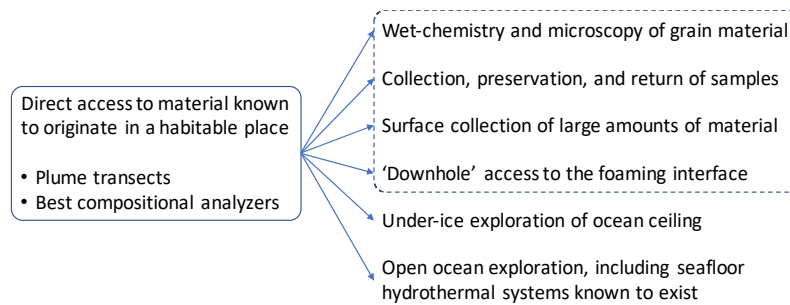 Direct access to material known
to originate in a habitable place
• Plume transects
• Best compositional analyzers
Wet-chemistry and microscopy of grain material
Collection, preservation, and return of samples
Surface collection of large amounts of material
‘Downhole’ access to the foaming interface
Under-ice exploration of ocean ceiling
Open ocean exploration, including seafloor
hydrothermal systems known to exist